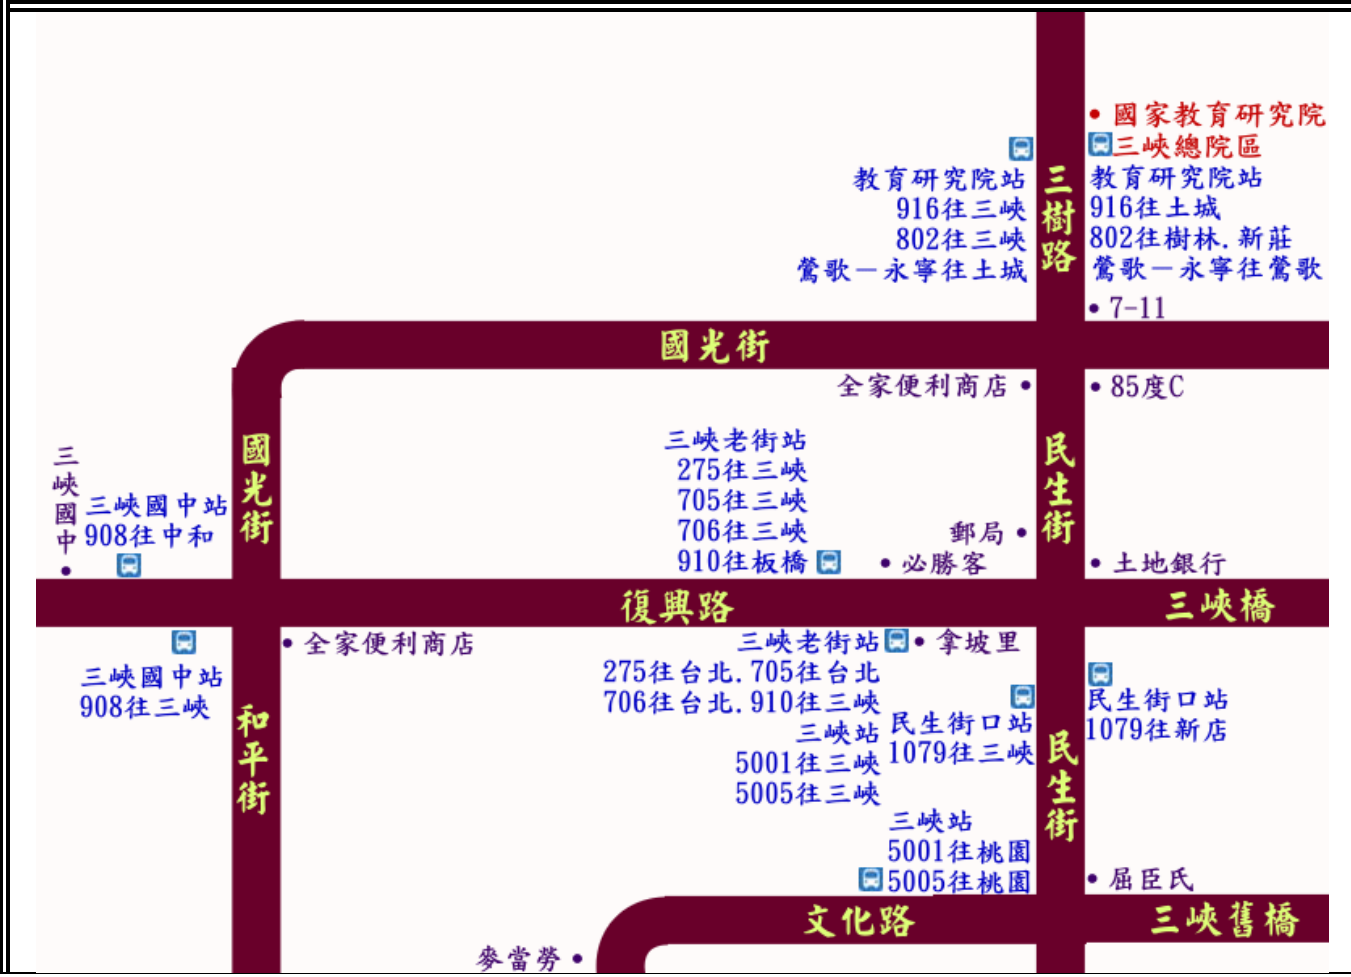 • 國家教育研究院
三峽總院區
教育研究院站
916往三峽
802往三峽
鶯歌－永寧往土城
三樹路
教育研究院站
916往土城
802往樹林.新莊
鶯歌－永寧往鶯歌
• 7-11
國光街
全家便利商店 •
• 85度C
三峽國中 •
三峽國中站
908往中和
國光街
三峽老街站
275往三峽
705往三峽
706往三峽
910往板橋
民生街
郵局 •
• 必勝客
• 土地銀行
復興路
三峽橋
三峽國中站
908往三峽
和平街
• 全家便利商店
三峽老街站
• 拿坡里
275往台北.705往台北
706往台北.910往三峽
三峽站
5001往三峽
5005往三峽
民生街口站
1079往三峽
民生街口站
1079往新店
民生街
三峽站
5001往桃園
5005往桃園
• 屈臣氏
文化路
三峽舊橋
麥當勞 •